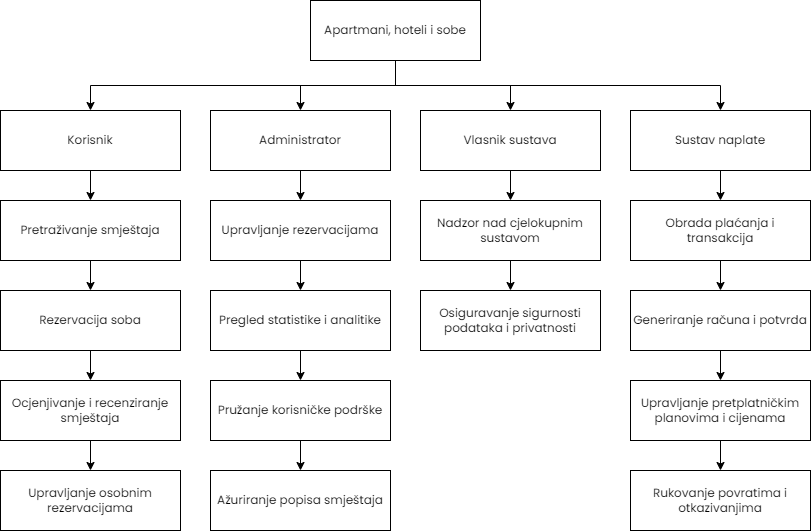 Apartmani, hoteli i sobe
Korisnik
Administrator
Vlasnik sustava
Sustav naplate
Pretraživanje smještaja
Upravljanje rezervacijama
Nadzor nad cjelokupnim
sustavom
Obrada plaćanja i
transakcija
Rezervacija soba
Pregled statistike i analitike
Osiguravanje sigurnosti
podataka i privatnosti
Generiranje računa i potvrda
Ocjenjivanje i recenziranje
smještaja
Pružanje korisničke podrške
Upravljanje pretplatničkim
planovima i cijenama
Upravljanje osobnim
rezervacijama
Ažuriranje popisa smještaja
Rukovanje povratima i
otkazivanjima